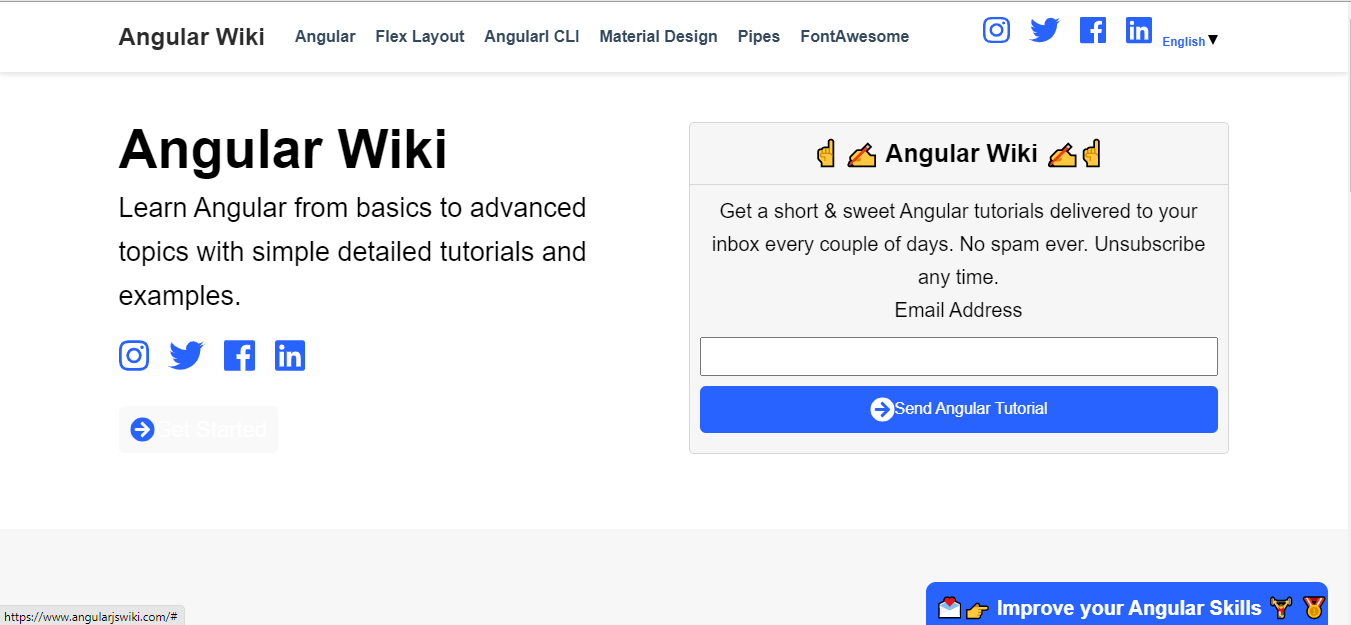 Angular Wiki Angular Flex Layout Angularl CLI Material Design Pipes FontAwesome English▼
Angular Wiki
Learn Angular from basics to advanced
topics with simple detailed tutorials and
examples.
Get Started
☝ ✍ Angular Wiki ✍☝
Get a short & sweet Angular tutorials delivered to your
inbox every couple of days. No spam ever. Unsubscribe
any time.
Email Address
Send Angular Tutorial
💌 👉 Improve your Angular Skills 🏋 🏅
https://www.angularjswiki.com/#